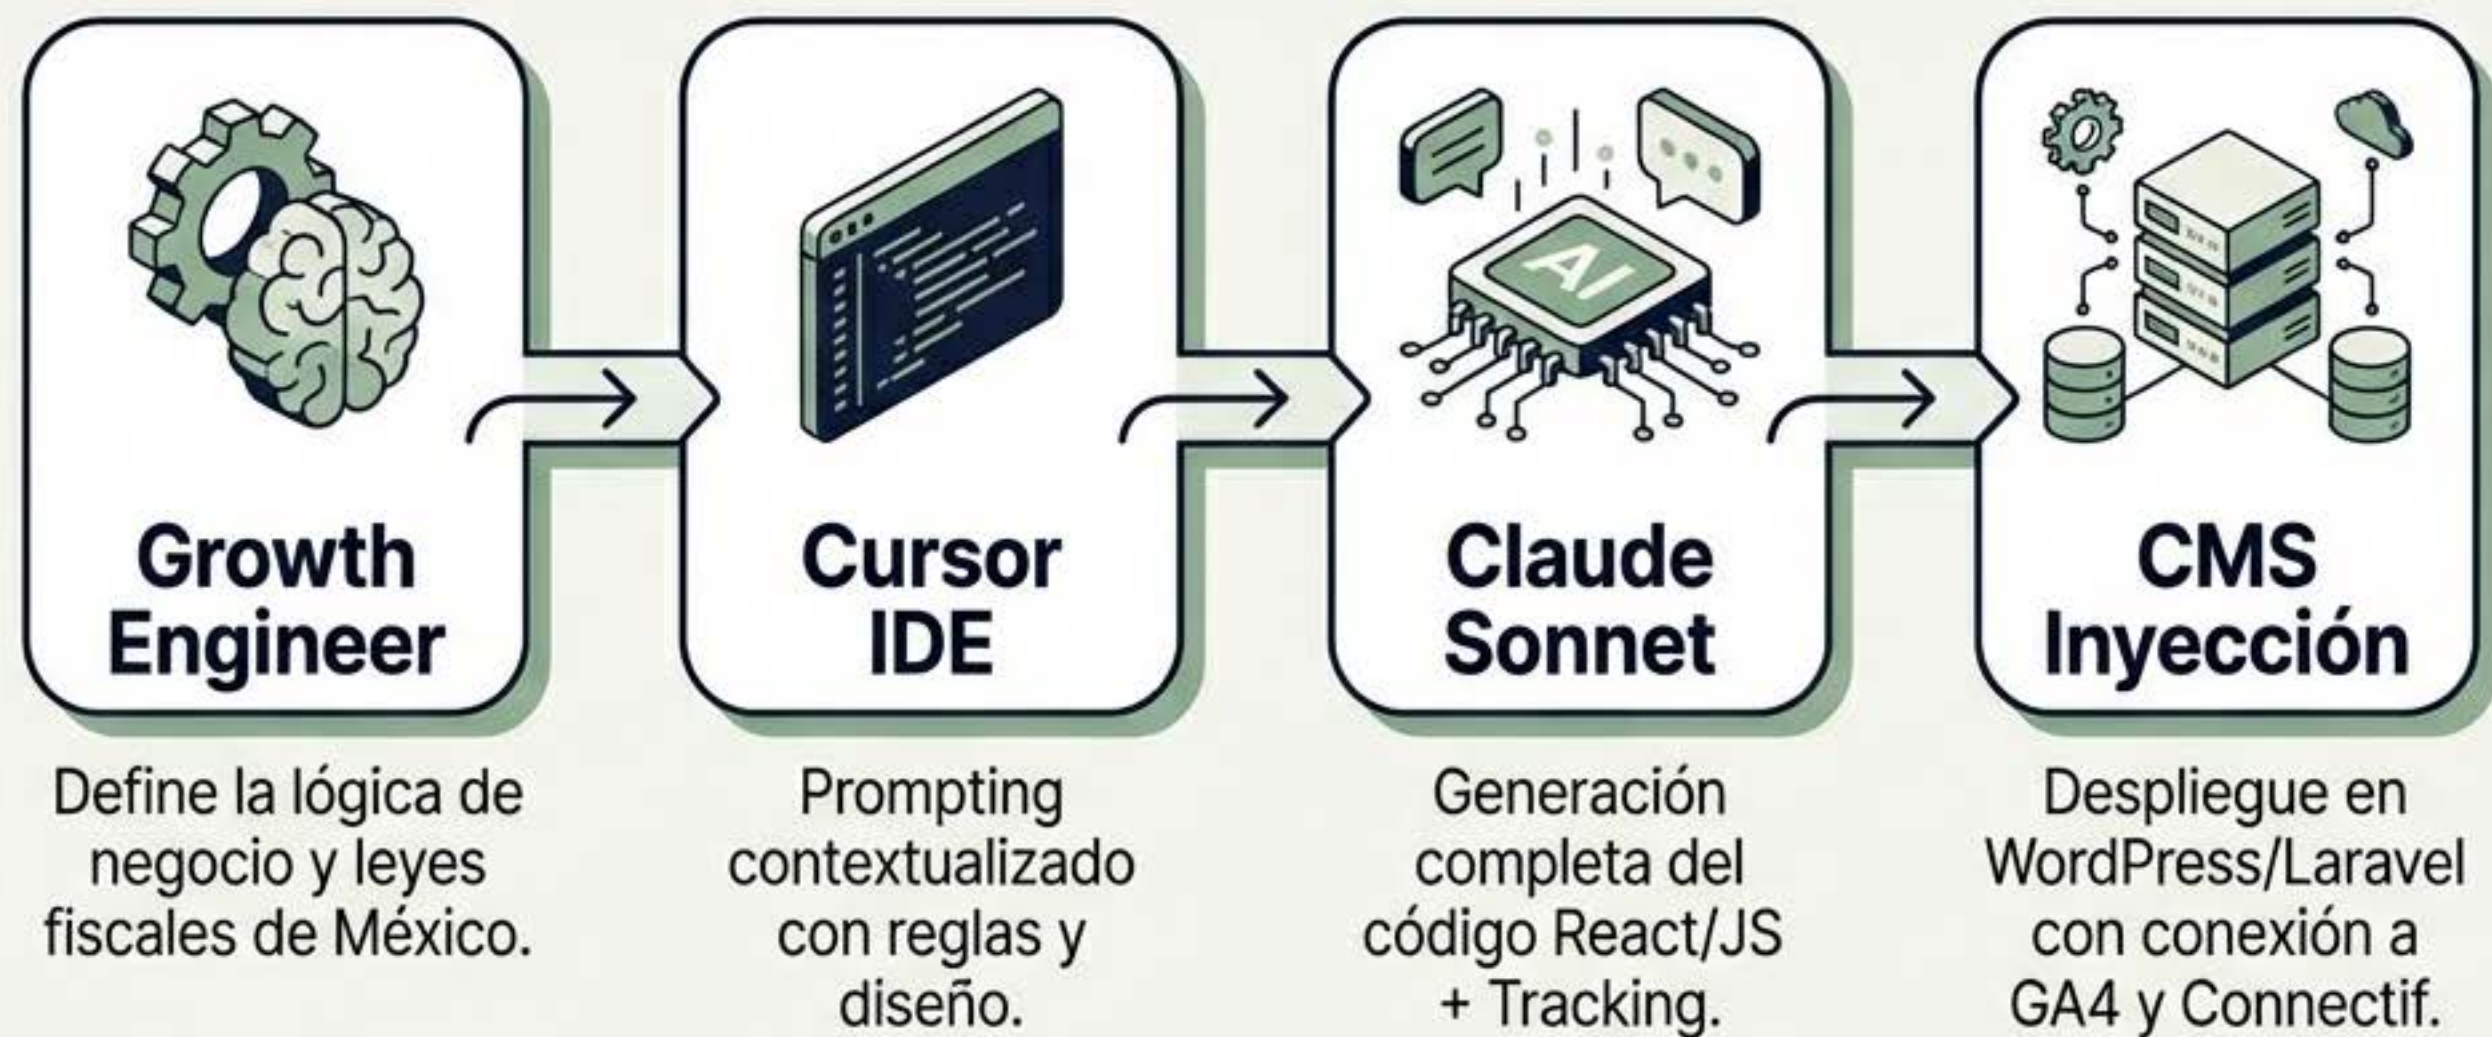 AI
Growth
Engineer
Define la lógica de
negocio y leyes
fiscales de México.
Cursor
IDE
Prompting
contextualizado
con reglas y
diseño.
Claude
Sonnet
Generación
completa del
código React/JS
+ Tracking.
CMS
Inyección
Despliegue en
WordPress/Laravel
con conexión a
GA4 y Connectif.